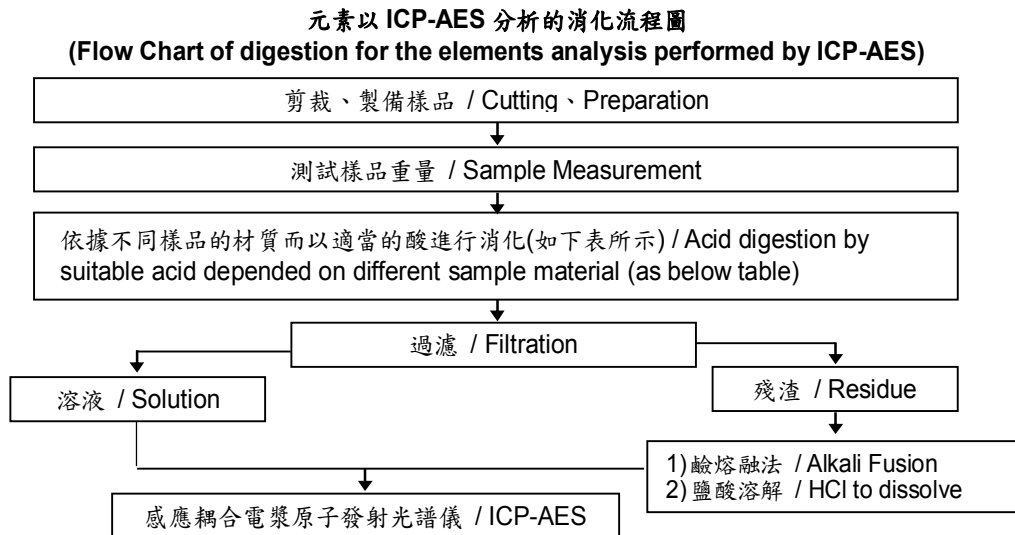 元素以 ICP-AES 分析的消化流程圖
(Flow Chart of digestion for the elements analysis performed by ICP-AES)
剪裁、製備樣品 / Cutting、Preparation
測試樣品重量 / Sample Measurement
依據不同樣品的材質而以適當的酸進行消化(如下表所示) / Acid digestion by
suitable acid depended on different sample material (as below table)
過濾 / Filtration
溶液 / Solution
殘渣 / Residue
1)鹼熔融法 / Alkali Fusion
2)鹽酸溶解 / HCl to dissolve
感應耦合電漿原子發射光譜儀 / ICP-AES